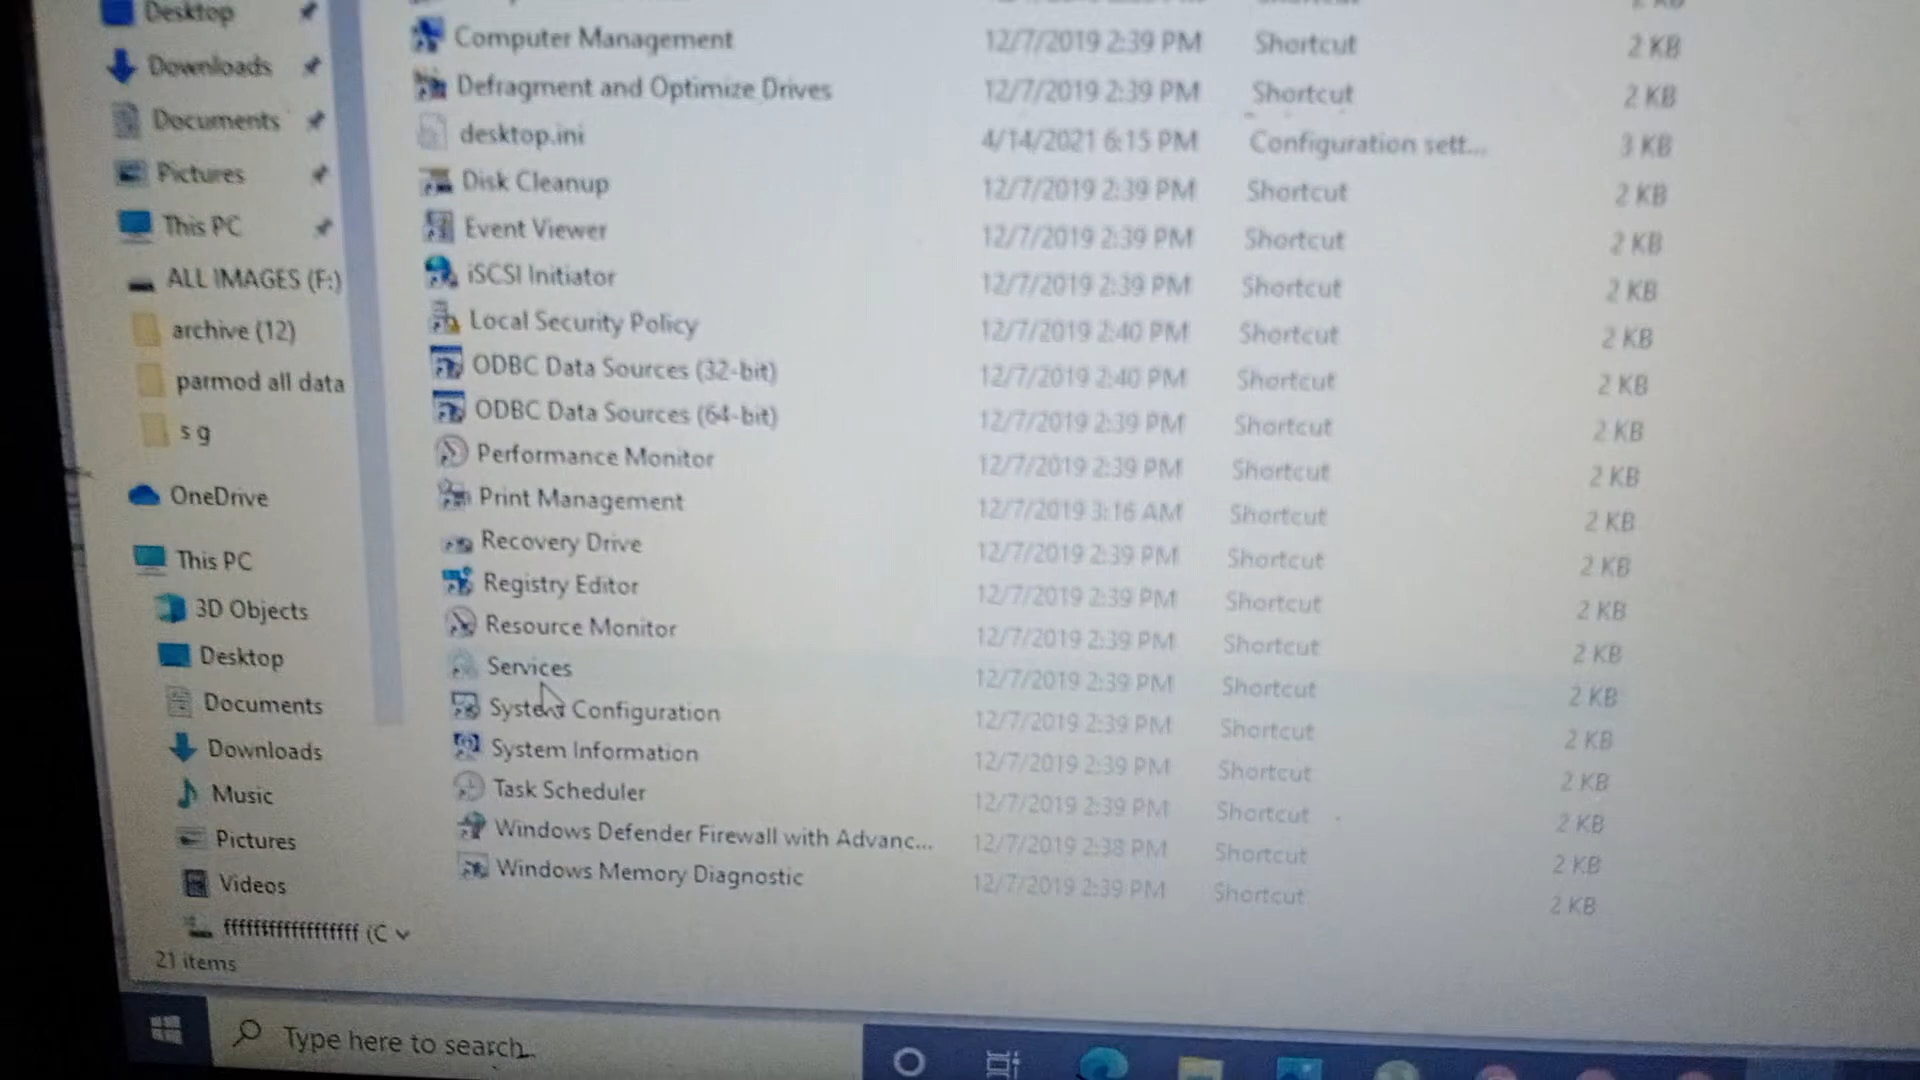 Desktop
Downloads
Documents
Pictures
This PC
ALL IMAGES (F:)
archive (12)
parmod all data
s g
OneDrive
This PC
3D Objects
Desktop
Documents
Downloads
Music
Pictures
Videos
21 items
Computer Management 12/7/2019 2:39 PM Shortcut 2 KB
Defragment and Optimize Drives 12/7/2019 2:39 PM Shortcut 2 KB
desktop.ini 4/14/2021 6:15 PM Configuration sett... 3 KB
Disk Cleanup 12/7/2019 2:39 PM Shortcut 2 KB
Event Viewer 12/7/2019 2:39 PM Shortcut 2 KB
iSCSI Initiator 12/7/2019 2:39 PM Shortcut 2 KB
Local Security Policy 12/7/2019 2:40 PM Shortcut 2 KB
ODBC Data Sources (32-bit) 12/7/2019 2:40 PM Shortcut 2 KB
ODBC Data Sources (64-bit) 12/7/2019 2:39 PM Shortcut 2 KB
Performance Monitor 12/7/2019 2:39 PM Shortcut 2 KB
Print Management 12/7/2019 3:16 AM Shortcut 2 KB
Recovery Drive 12/7/2019 2:39 PM Shortcut 2 KB
Registry Editor 12/7/2019 2:39 PM Shortcut 2 KB
Resource Monitor 12/7/2019 2:39 PM Shortcut 2 KB
Services 12/7/2019 2:39 PM Shortcut 2 KB
System Configuration 12/7/2019 2:39 PM Shortcut 2 KB
System Information 12/7/2019 2:39 PM Shortcut 2 KB
Task Scheduler 12/7/2019 2:39 PM Shortcut 2 KB
Windows Defender Firewall with Advanc... 12/7/2019 2:38 PM Shortcut 2 KB
Windows Memory Diagnostic 12/7/2019 2:39 PM Shortcut 2 KB
Type here to search